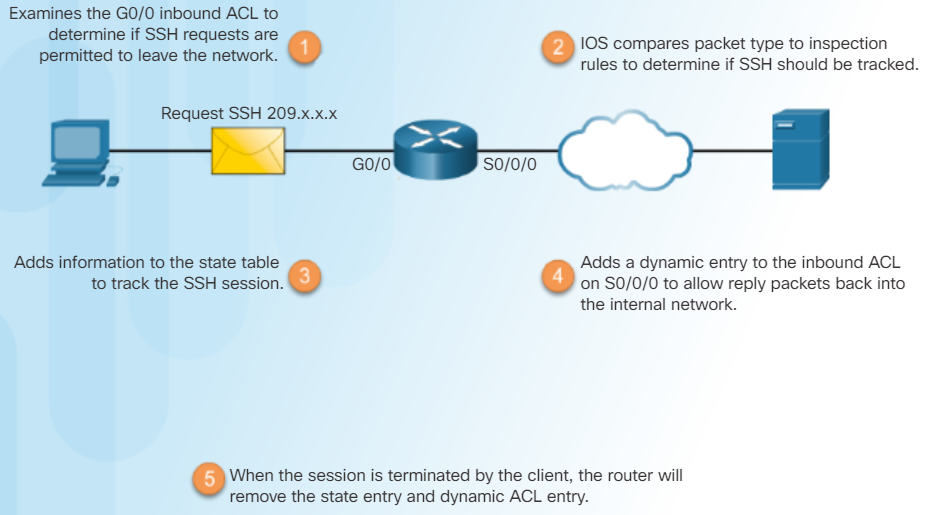 Examines the G0/0 inbound ACL to
determine if SSH requests are
permitted to leave the network.
1
2
IOS compares packet type to inspection
rules to determine if SSH should be tracked.
Request SSH 209.x.x.x
G0/0
S0/0/0
Adds information to the state table
to track the SSH session.
3
4
Adds a dynamic entry to the inbound ACL
on S0/0/0 to allow reply packets back into
the internal network.
5
When the session is terminated by the client, the router will
remove the state entry and dynamic ACL entry.